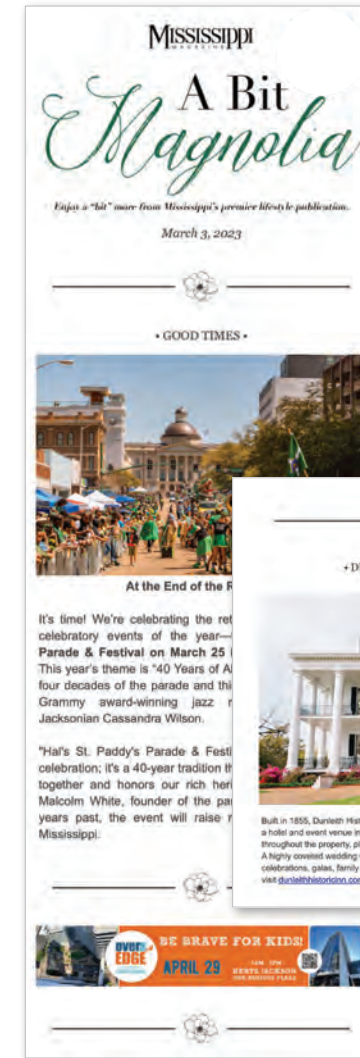 Mississippi
MAGAZINE
A Bit
Magnolia
Enjoy a "bit" more from Mississippi's premier lifestyle publication.
March 3, 2023
• GOOD TIMES •
At the End of the R
It's time! We're celebrating the ret
celebratory events of the year—
Parade & Festival on March 25
This year's theme is "40 Years of Al
four decades of the parade and thi
Grammy award-winning jazz r
Jacksonian Cassandra Wilson.
"Hal's St. Paddy's Parade & Festi
celebration; it's a 40-year tradition th
together and honors our rich heri
Malcolm White, founder of the par
years past, the event will raise r
Mississippi.
• D
Built in 1855, Dunleith Hist
a hotel and event venue in
throughout the property, pl
A highly coveted wedding
celebrations, galas, family
visit dunleithhistoricinn.com
over
EDGE
BE BRAVE FOR KIDS!
APRIL 29